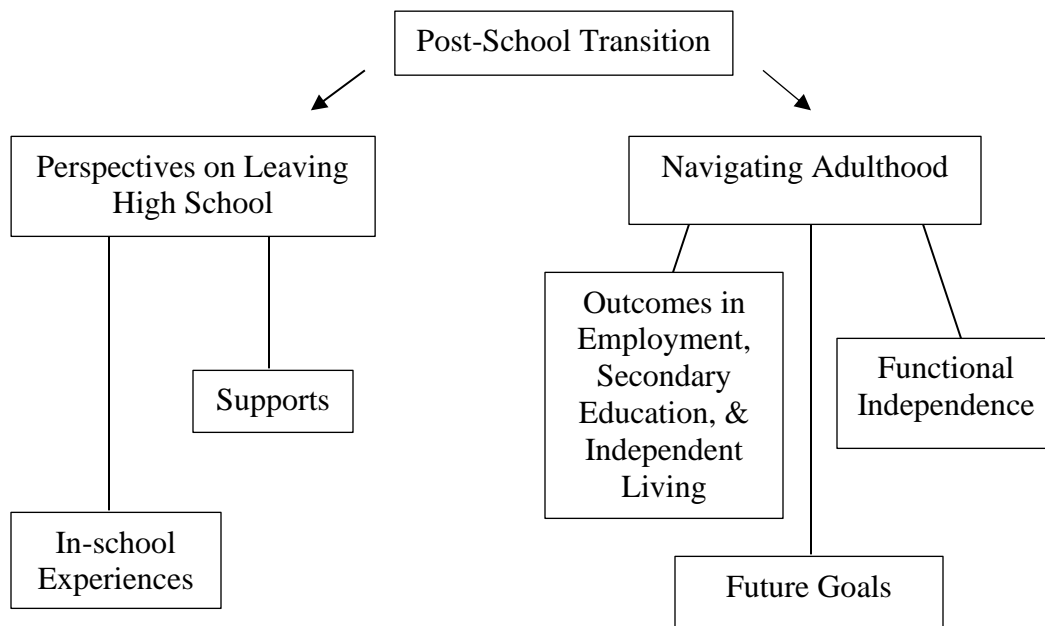 Post-School Transition
Perspectives on Leaving
High School
Navigating Adulthood
Supports
In-school
Experiences
Outcomes in
Employment,
Secondary
Education, &
Independent
Living
Functional
Independence
Future Goals